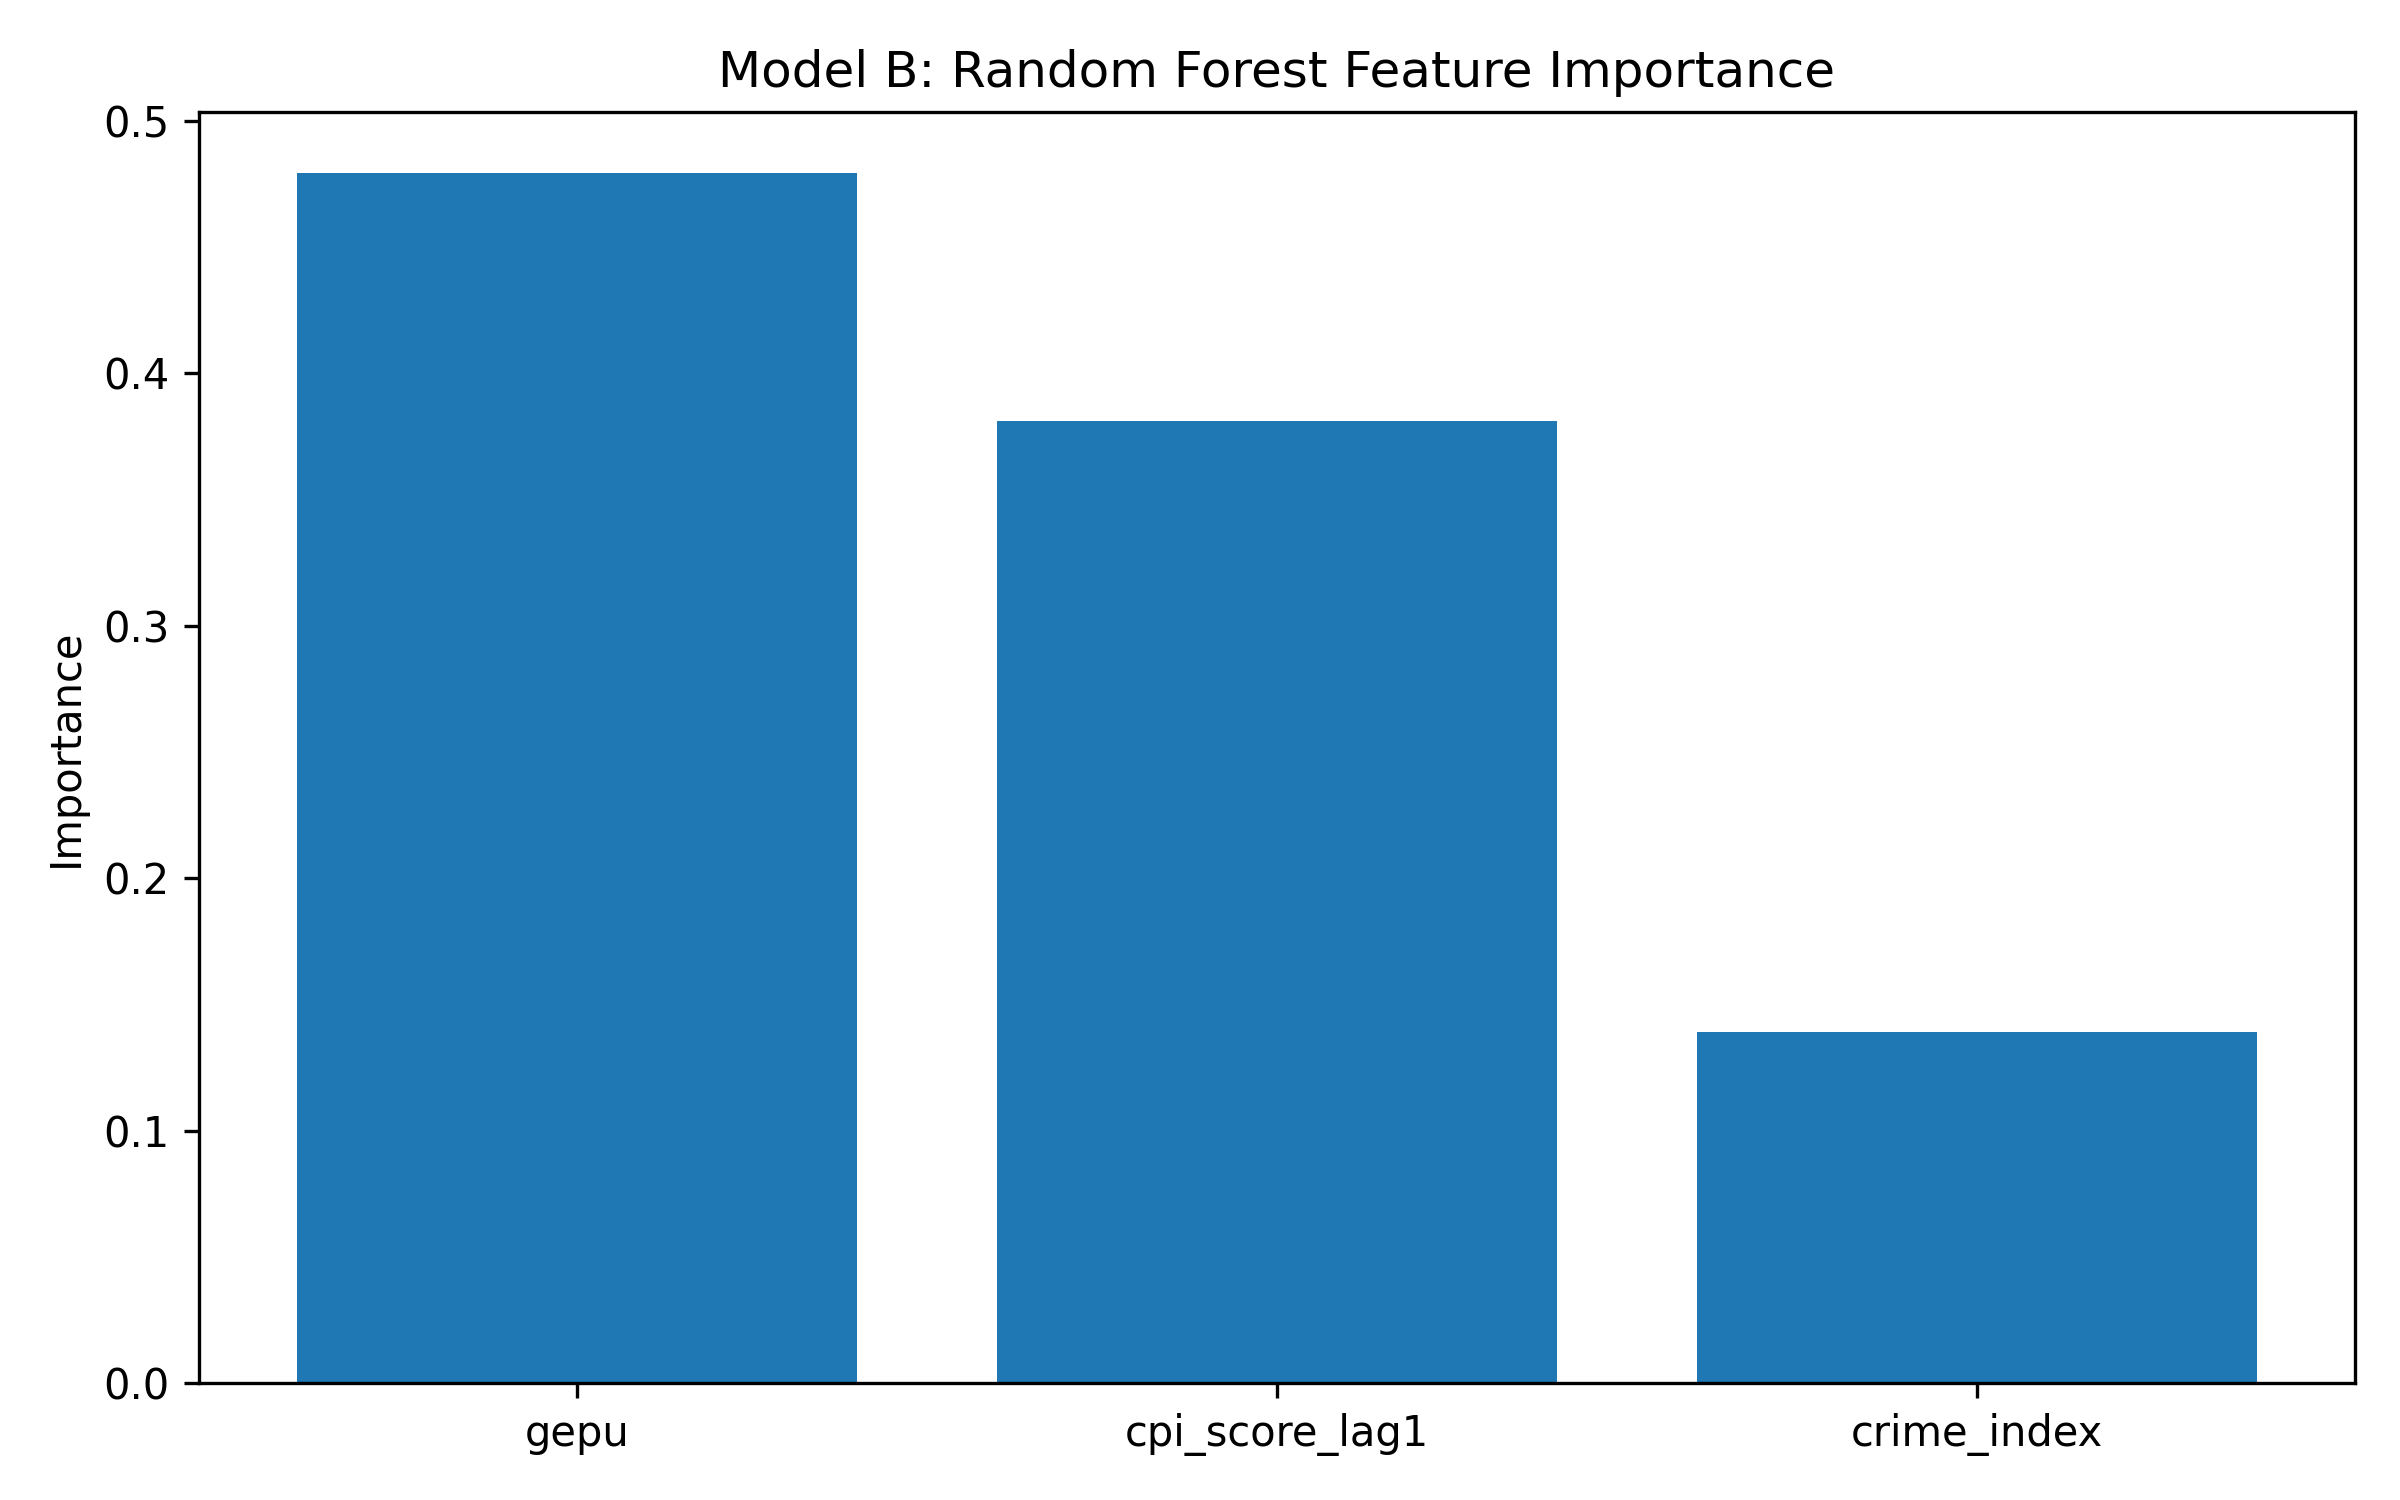 Model B: Random Forest Feature Importance
0.5
0.4
0.3
0.2
0.1
0.0
Importance
gepu
cpi_score_lag1
crime_index